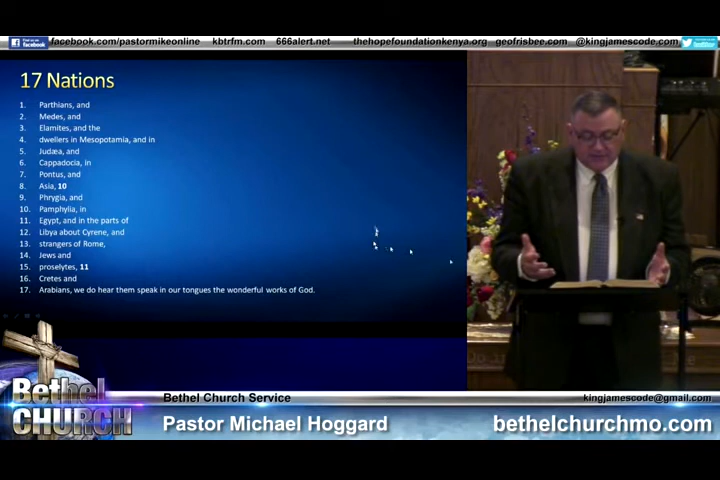 Find us on
facebook
facebook.com/pastormikeonline kbtrfm.com 666alert.net thehopefoundationkenya.org geofrisbee.com @kingjamescode.com
17 Nations
1. Parthians, and
2. Medes, and
3. Elamites, and the
4. dwellers in Mesopotamia, and in
5. Judæa, and
6. Cappadocia, in
7. Pontus, and
8. Asia, 10
9. Phrygia, and
10. Pamphylia, in
11. Egypt, and in the parts of
12. Libya about Cyrene, and
13. strangers of Rome,
14. Jews and
15. proselytes, 11
16. Cretes and
17. Arabians, we do hear them speak in our tongues the wonderful works of God.
Bethel
CHURCH
Bethel Church Service kingjamescode@gmail.com
Pastor Michael Hoggard bethelchurchmo.com